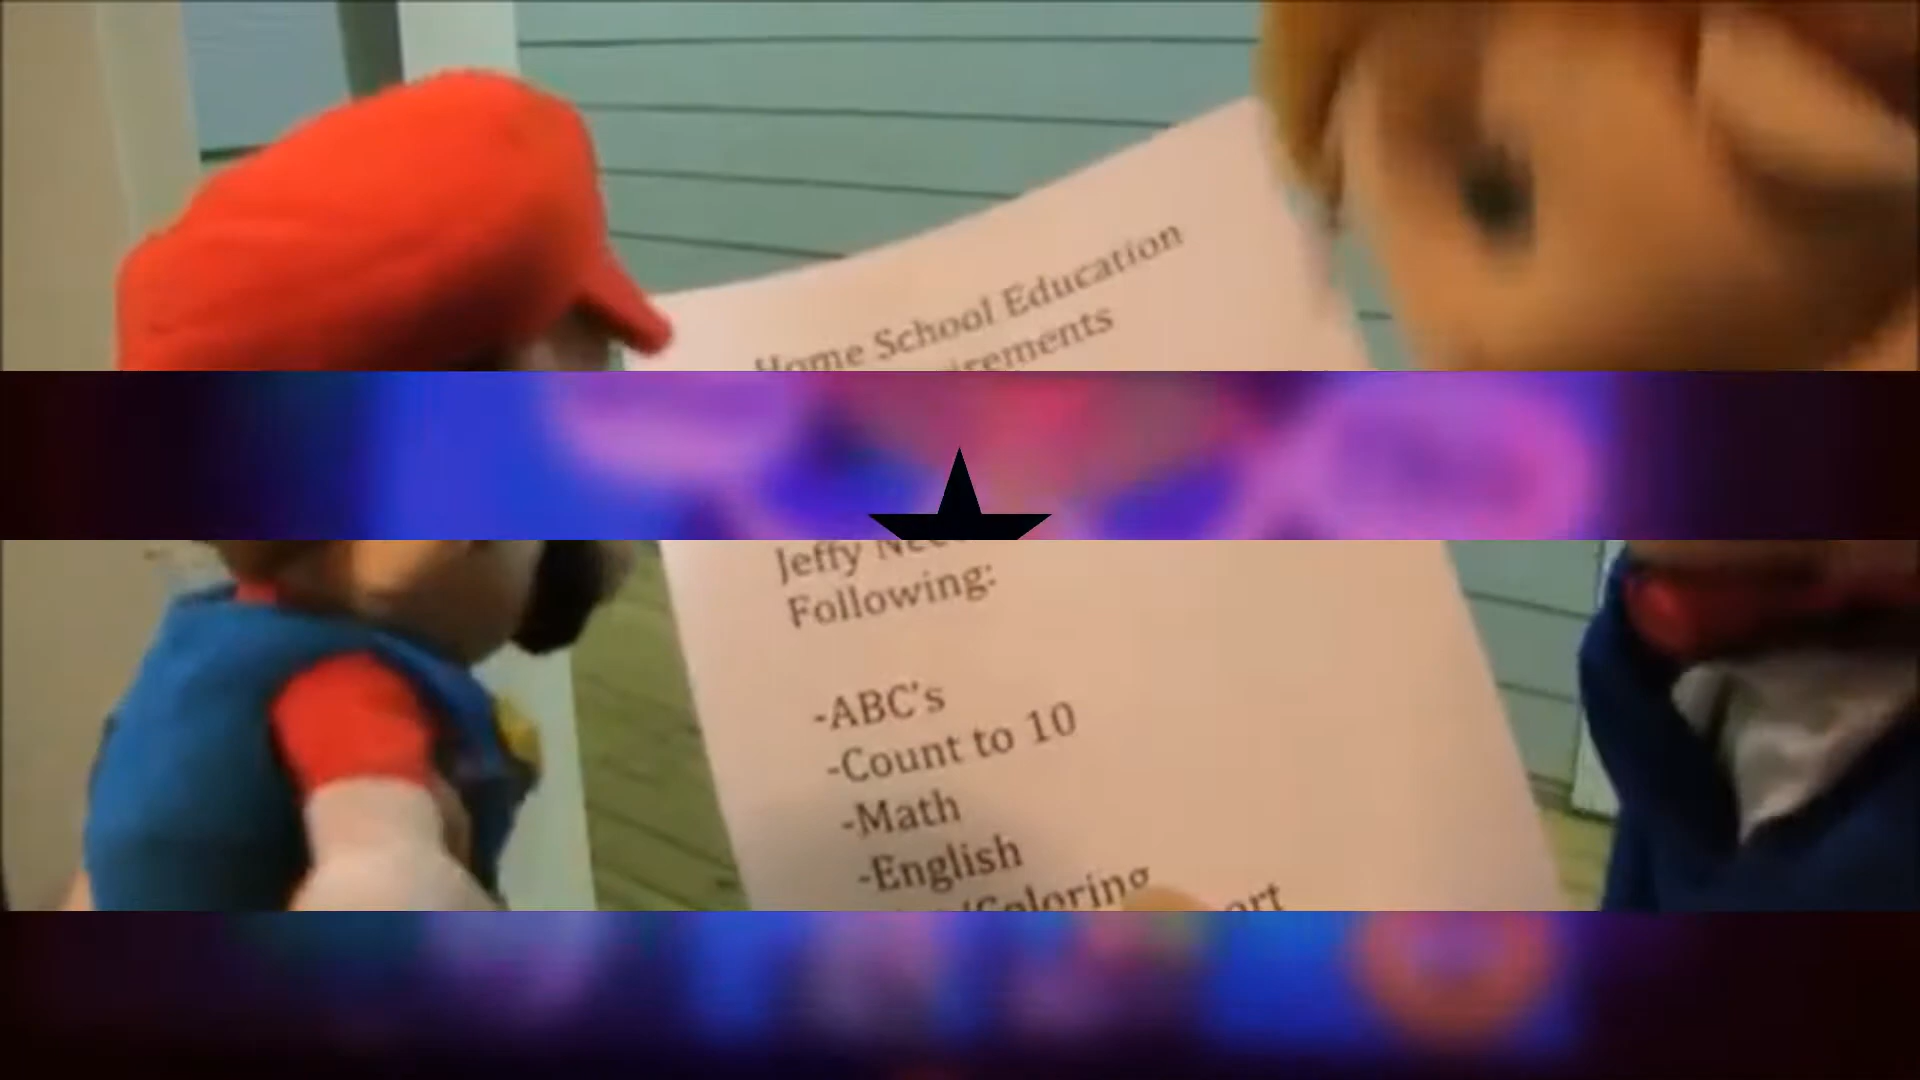 Home School Education
Jeffy
Following:
-ABC's
-Count to 10
-Math
-English